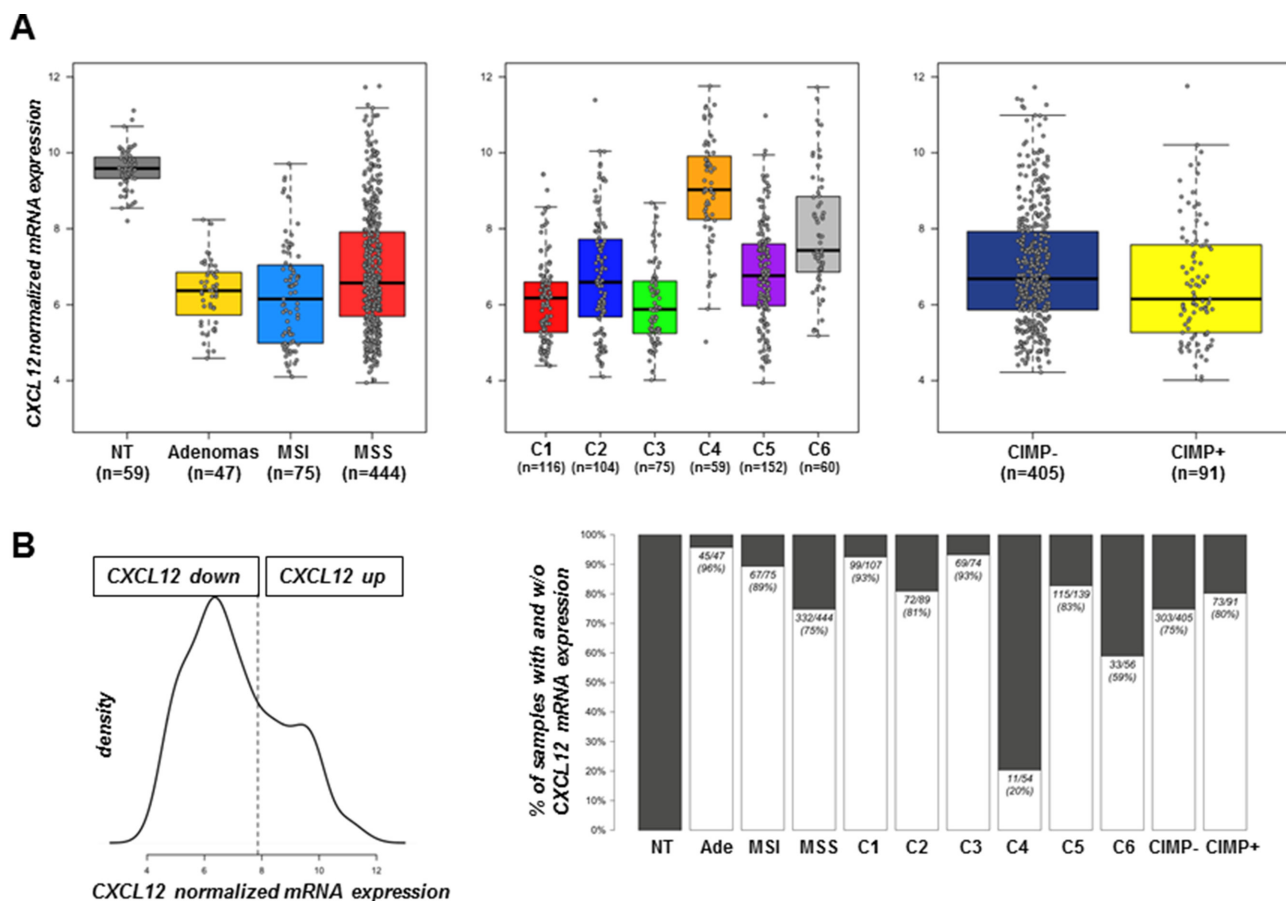 A
CXCL12 normalized mRNA expression
12
10
8
6
4
NT
(n=59)
Adenomas
(n=47)
MSI
(n=75)
MSS
(n=444)
12
10
8
6
4
C1
(n=116)
C2
(n=104)
C3
(n=75)
C4
(n=59)
C5
(n=152)
C6
(n=60)
12
10
8
6
4
CIMP-
(n=405)
CIMP+
(n=91)
B
CXCL12 down
CXCL12 up
density
4 6 8 10 12
CXCL12 normalized mRNA expression
% of samples with and w/o
CXCL12 mRNA expression
100%
90%
80%
70%
60%
50%
40%
30%
20%
10%
0%
45/47
(96%)
67/75
(89%)
332/444
(75%)
99/107
(93%)
72/89
(81%)
69/74
(93%)
11/54
(20%)
115/139
(83%)
33/56
(59%)
303/405
(75%)
73/91
(80%)
NT Ade MSI MSS C1 C2 C3 C4 C5 C6 CIMP- CIMP+